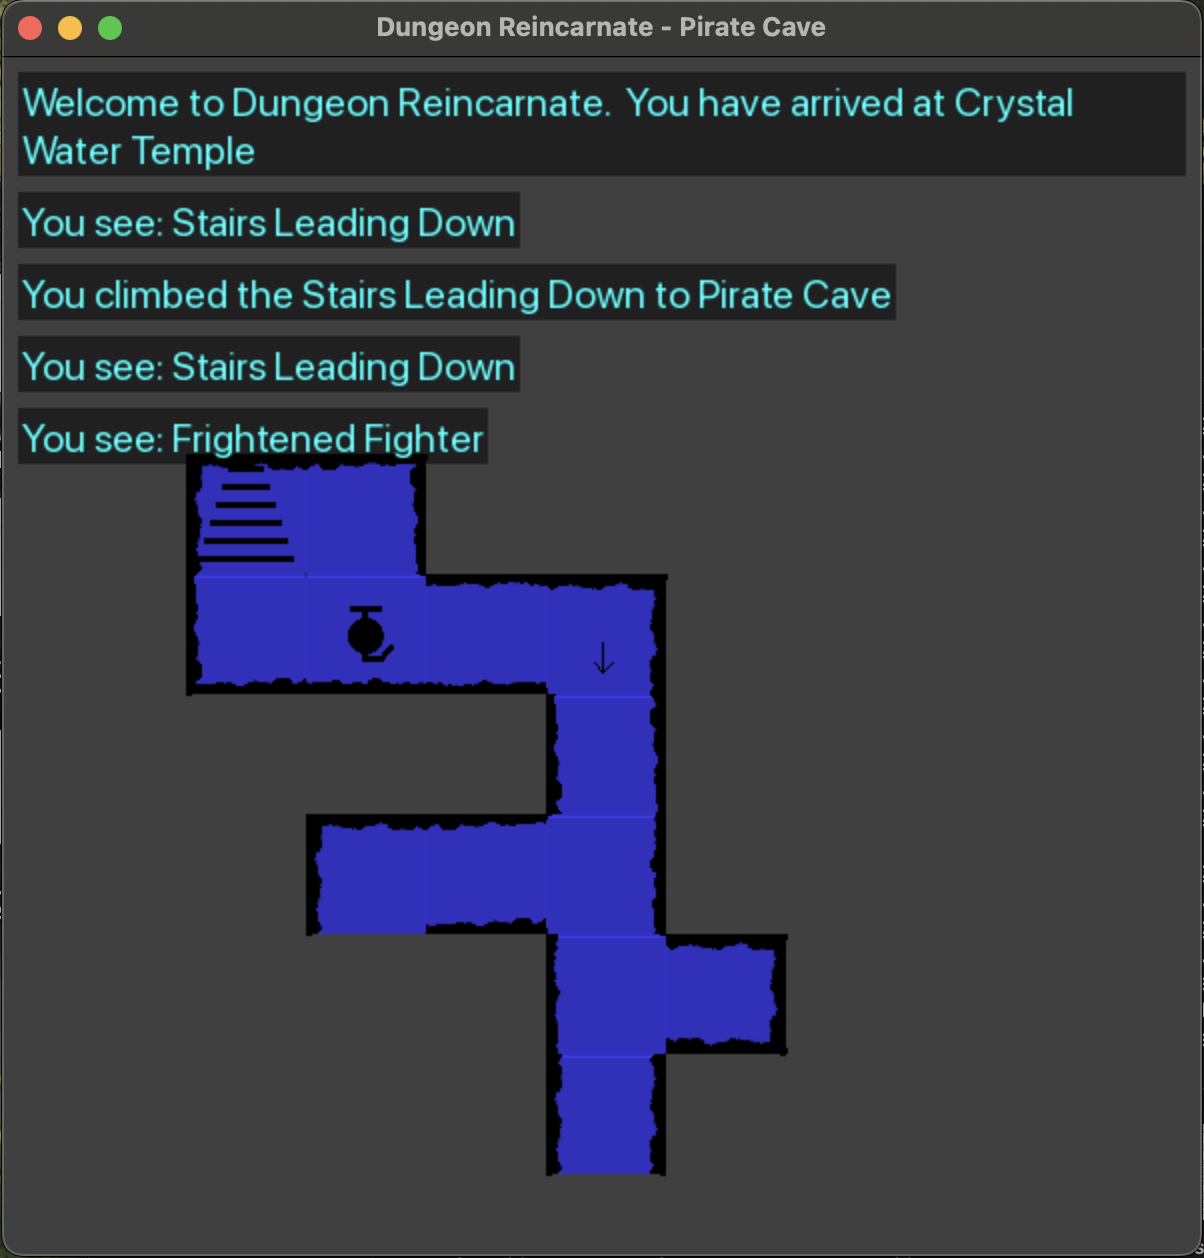 Dungeon Reincarnate - Pirate Cave
Welcome to Dungeon Reincarnate.  You have arrived at Crystal
Water Temple
You see: Stairs Leading Down
You climbed the Stairs Leading Down to Pirate Cave
You see: Stairs Leading Down
You see: Frightened Fighter